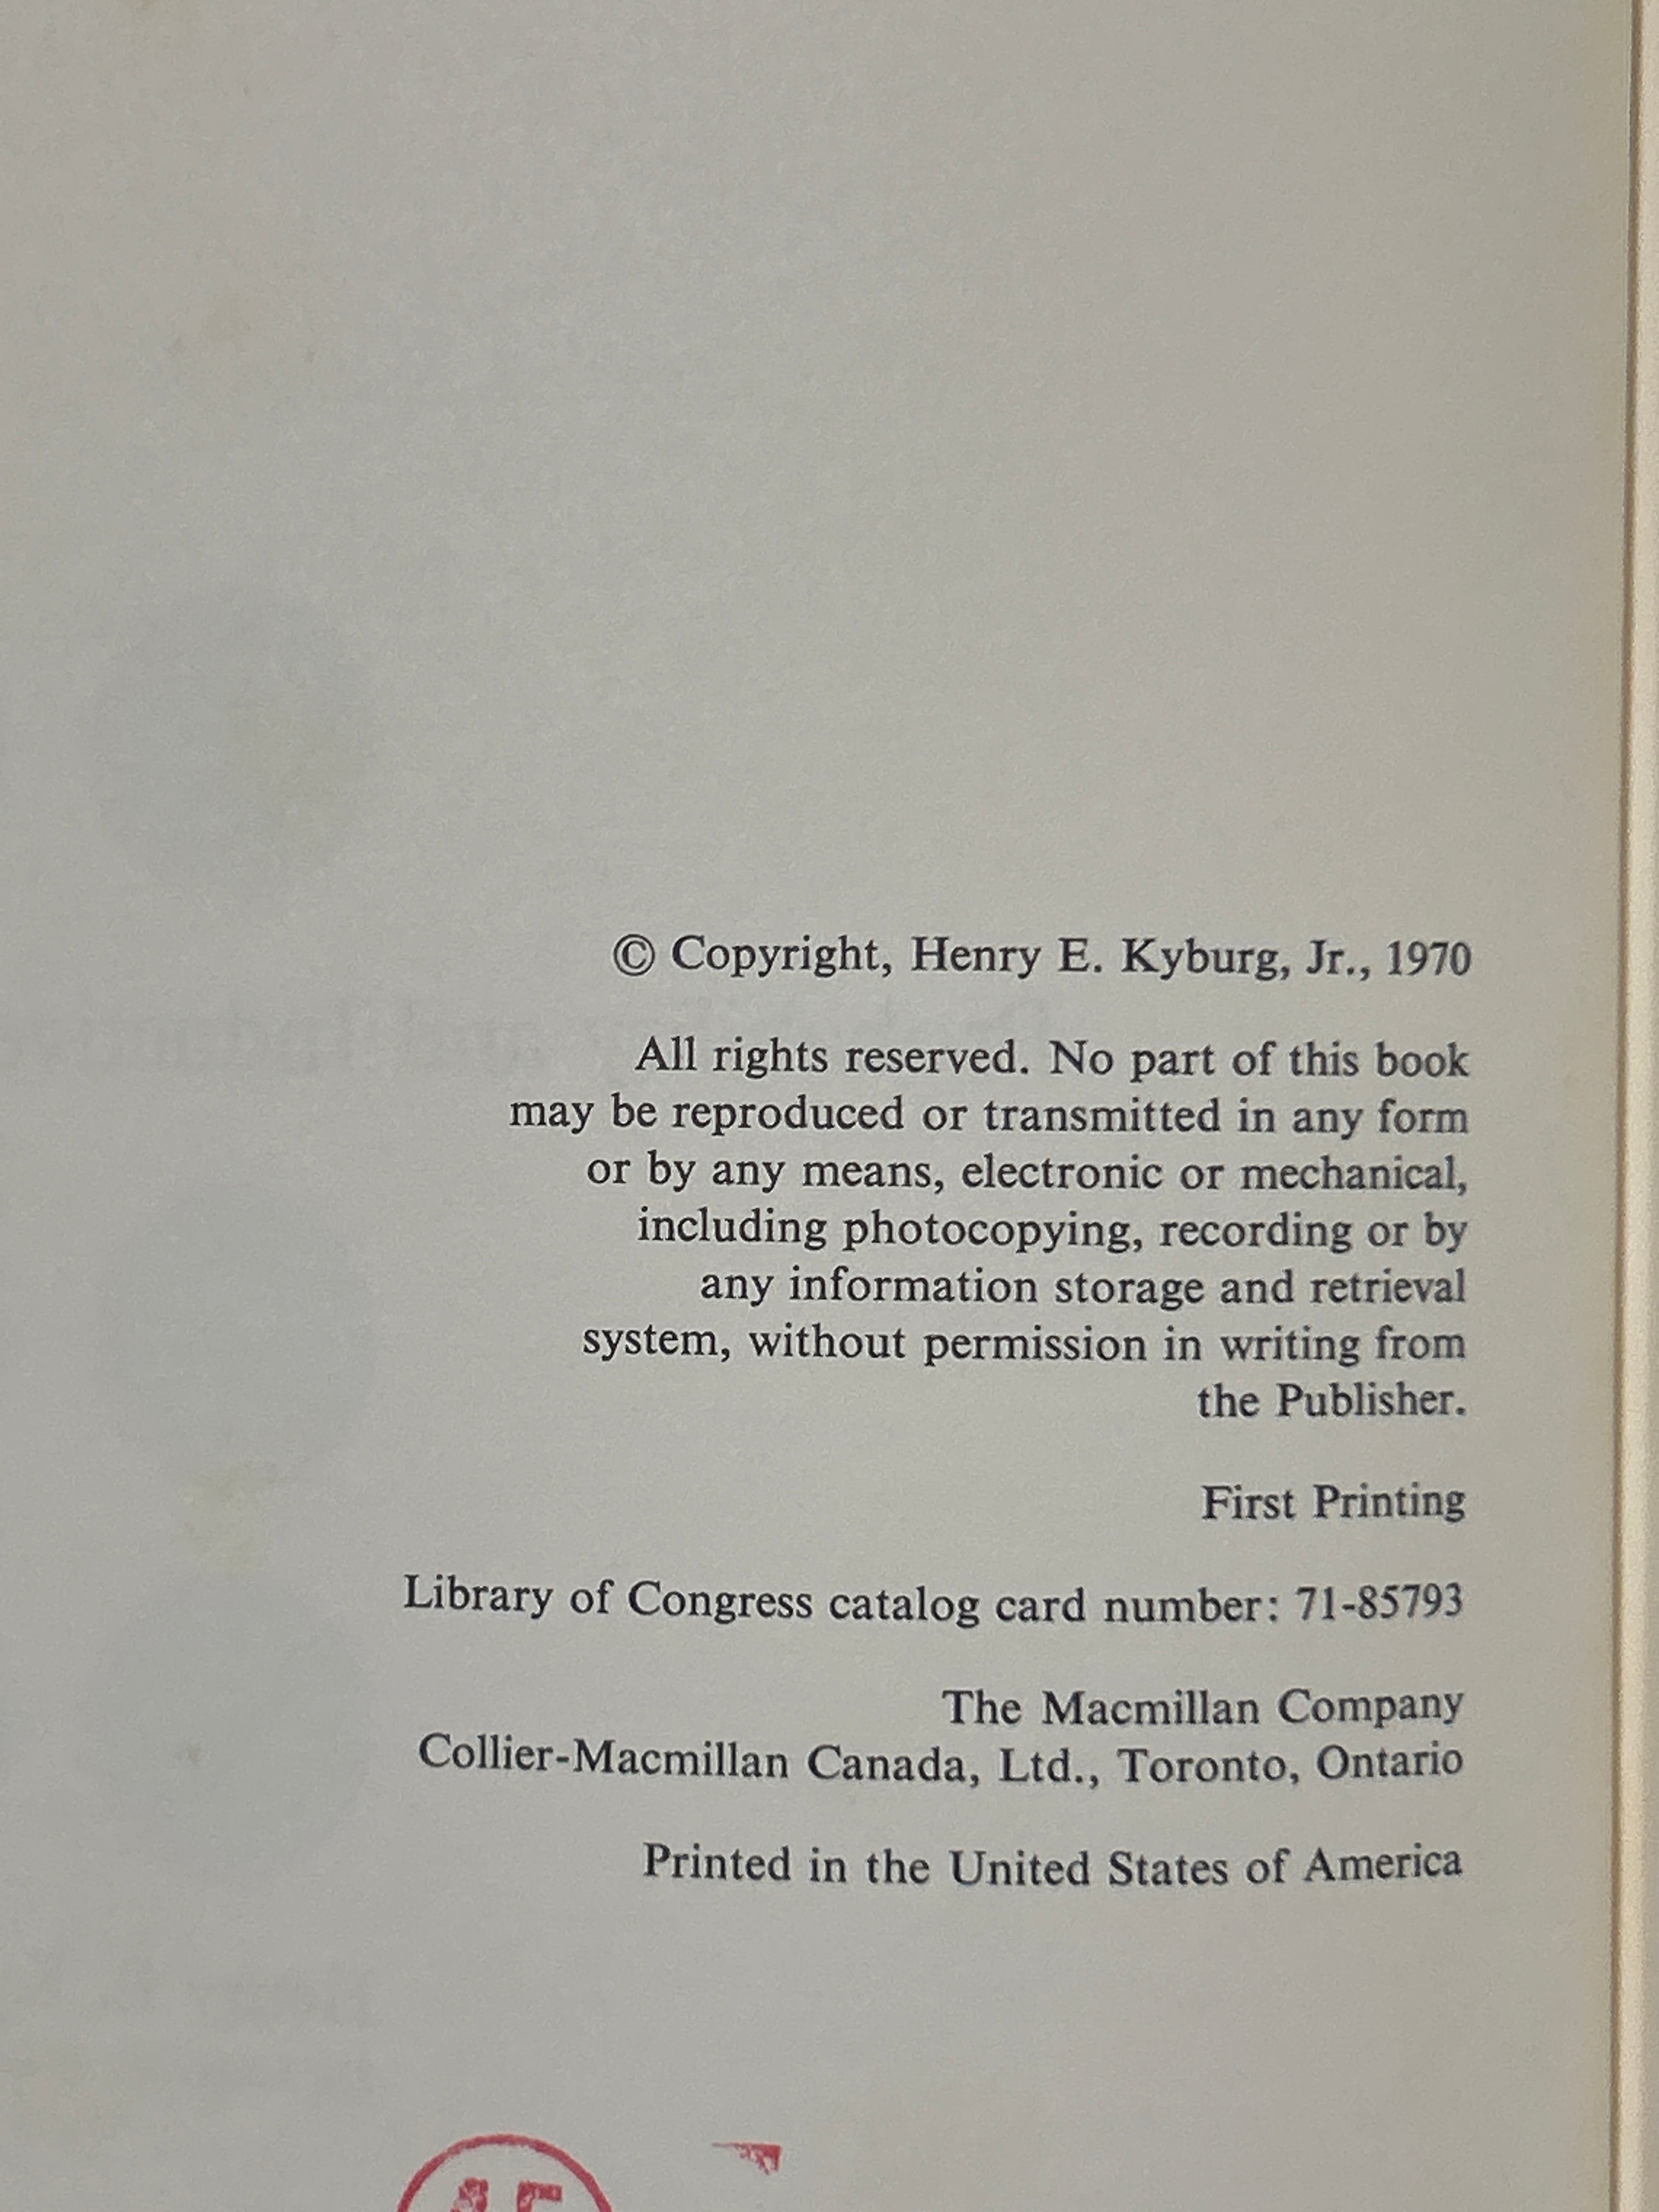 © Copyright, Henry E. Kyburg, Jr., 1970
All rights reserved. No part of this book
may be reproduced or transmitted in any form
or by any means, electronic or mechanical,
including photocopying, recording or by
any information storage and retrieval
system, without permission in writing from
the Publisher.
First Printing
Library of Congress catalog card number: 71-85793
The Macmillan Company
Collier-Macmillan Canada, Ltd., Toronto, Ontario
Printed in the United States of America